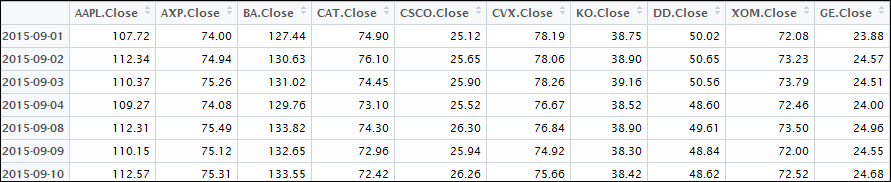 AAPL.Close AXP.Close BA.Close CAT.Close CSCO.Close CVX.Close KO.Close DD.Close XOM.Close GE.Close
2015-09-01 107.72 74.00 127.44 74.90 25.12 78.19 38.75 50.02 72.08 23.88
2015-09-02 112.34 74.94 130.63 76.10 25.65 78.06 38.90 50.65 73.23 24.57
2015-09-03 110.37 75.26 131.02 74.45 25.90 78.26 39.16 50.56 73.79 24.51
2015-09-04 109.27 74.08 129.76 73.10 25.52 76.67 38.52 48.60 72.46 24.00
2015-09-08 112.31 75.49 133.82 74.30 26.30 76.84 38.90 49.61 73.50 24.96
2015-09-09 110.15 75.12 132.65 72.96 25.94 74.92 38.30 48.84 72.00 24.55
2015-09-10 112.57 75.31 133.55 72.42 26.26 75.66 38.42 48.62 72.52 24.68